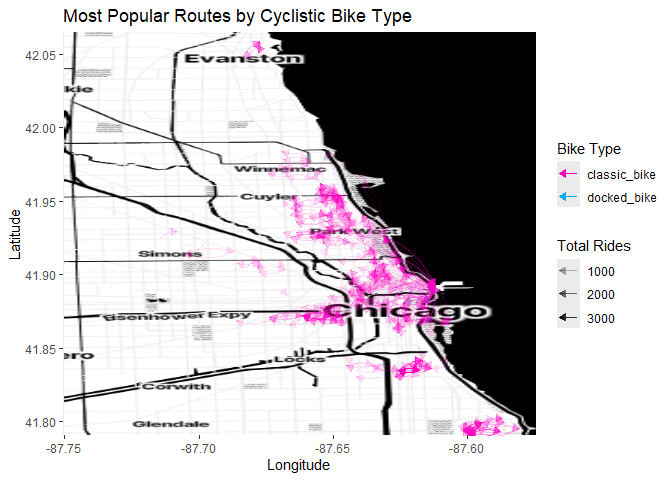 Most Popular Routes by Cyclistic Bike Type
42.05
42.00
41.95
41.90
41.85
41.80
Latitude
Evanston
kie
Winnemac
Cuyler
Park West
Simons
Chicago
Eisenhower Expy
ero
Locks
Corwith
Glendale
-87.75
-87.70
-87.65
-87.60
Longitude
Bike Type
classic_bike
docked_bike
Total Rides
1000
2000
3000